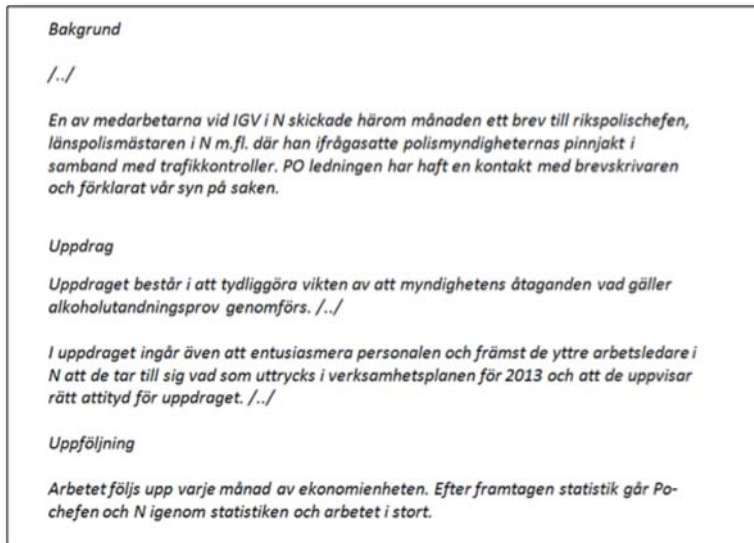 Bakgrund
/../
En av medarbetarna vid IGV i N skickade härom månaden ett brev till rikspolischefen,
länspolismästaren i N m.fl. där han ifrågasatte polismyndigheternas pinnjakt i
samband med trafikkontroller. PO ledningen har haft en kontakt med brevskrivaren
och förklarat vår syn på saken.
Uppdrag
Uppdraget består i att tydliggöra vikten av att myndighetens åtaganden vad gäller
alkoholutandningsprov genomförs. /../
I uppdraget ingår även att entusiasmera personalen och främst de yttre arbetsledare i
N att de tar till sig vad som uttrycks i verksamhetsplanen för 2013 och att de uppvisar
rätt attityd för uppdraget. /../
Uppföljning
Arbetet följs upp varje månad av ekonomienheten. Efter framtagen statistik går Po-
chefen och N igenom statistiken och arbetet i stort.